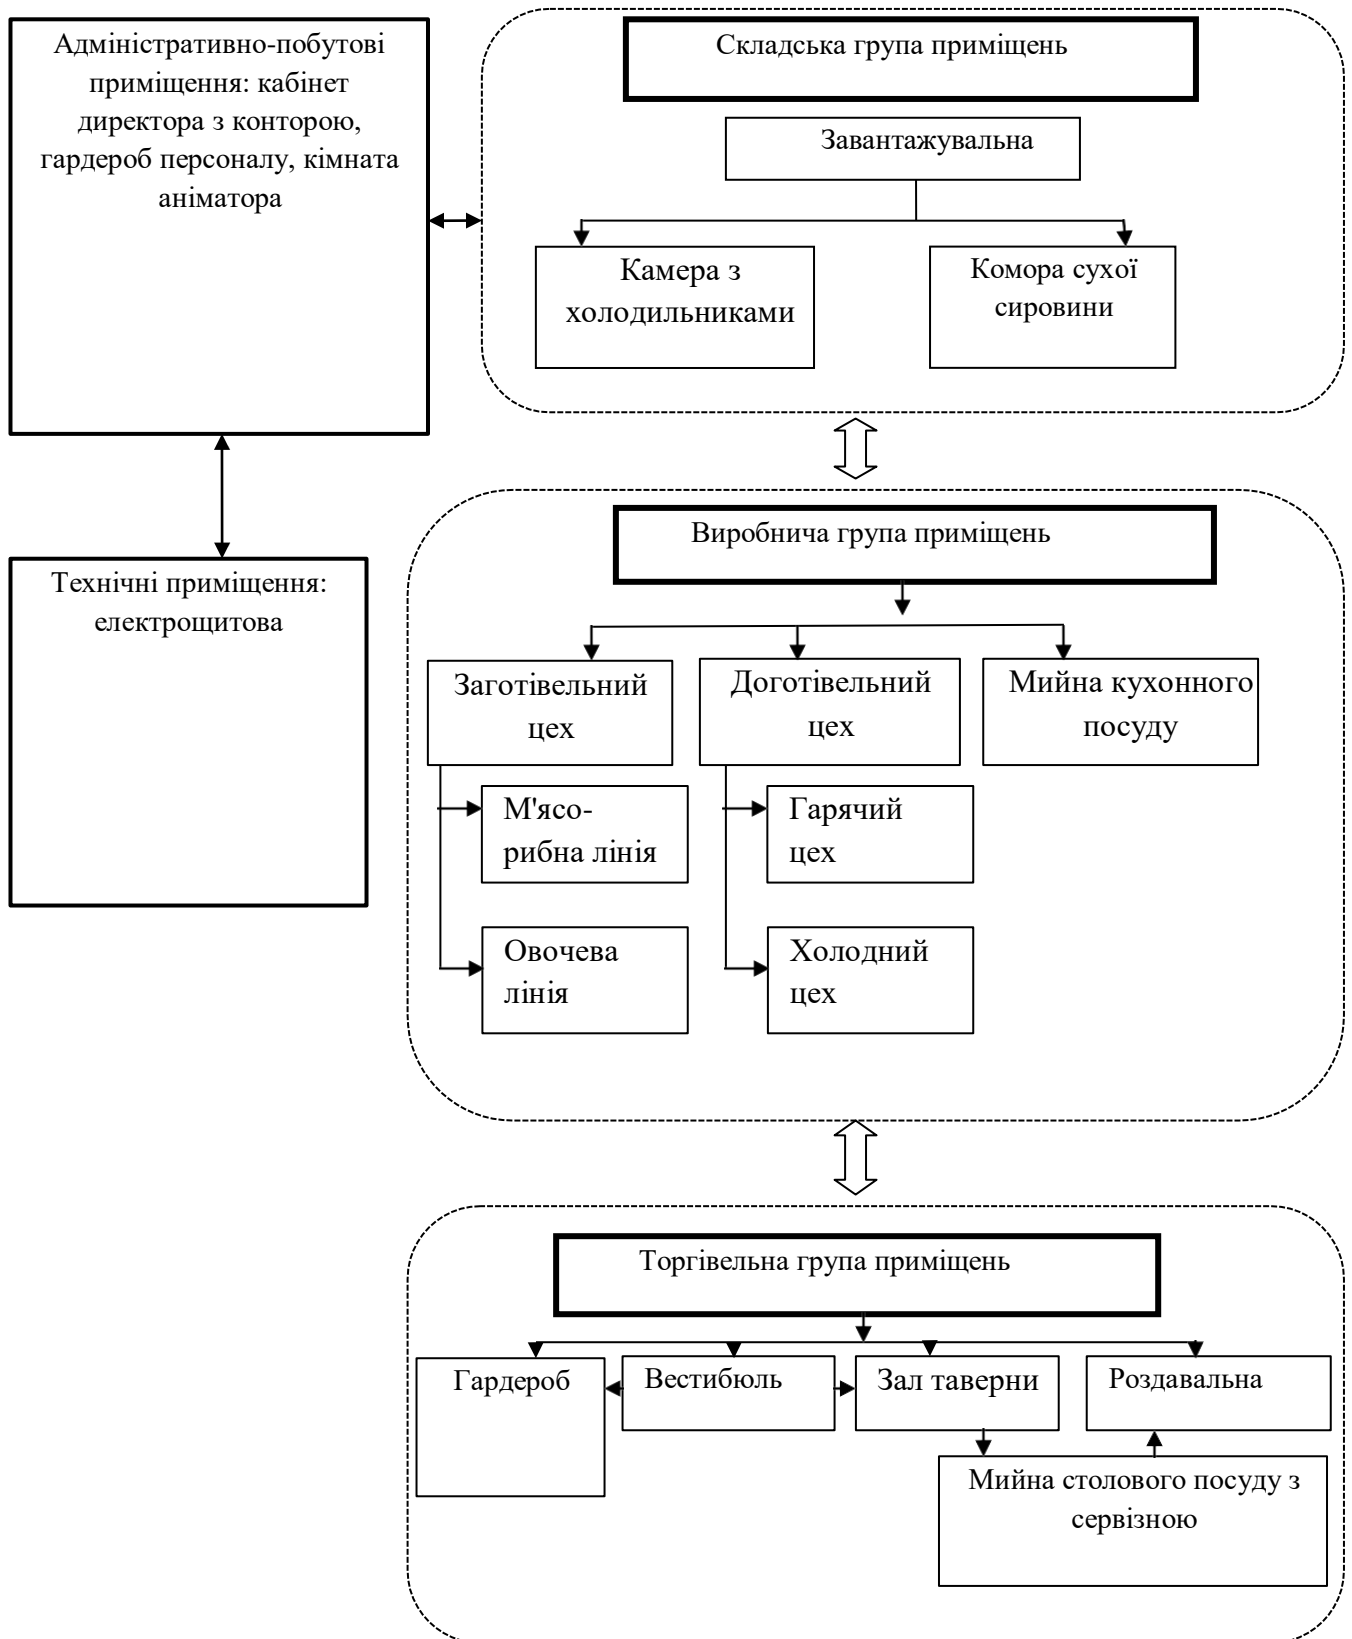 Адміністративно-побутові
приміщення: кабінет
директора з конторою,
гардероб персоналу, кімната
аніматора
Складська група приміщень
Завантажувальна
Камера з
холодильниками
Комора сухої
сировини
Технічні приміщення:
електрощитова
Виробнича група приміщень
Заготівельний
цех
Доготівельний
цех
Мийна кухонного
посуду
М'ясо-
рибна лінія
Гарячий
цех
Овочева
лінія
Холодний
цех
Торгівельна група приміщень
Гардероб
Вестибюль
Зал таверни
Роздавальна
Мийна столового посуду з
сервізною